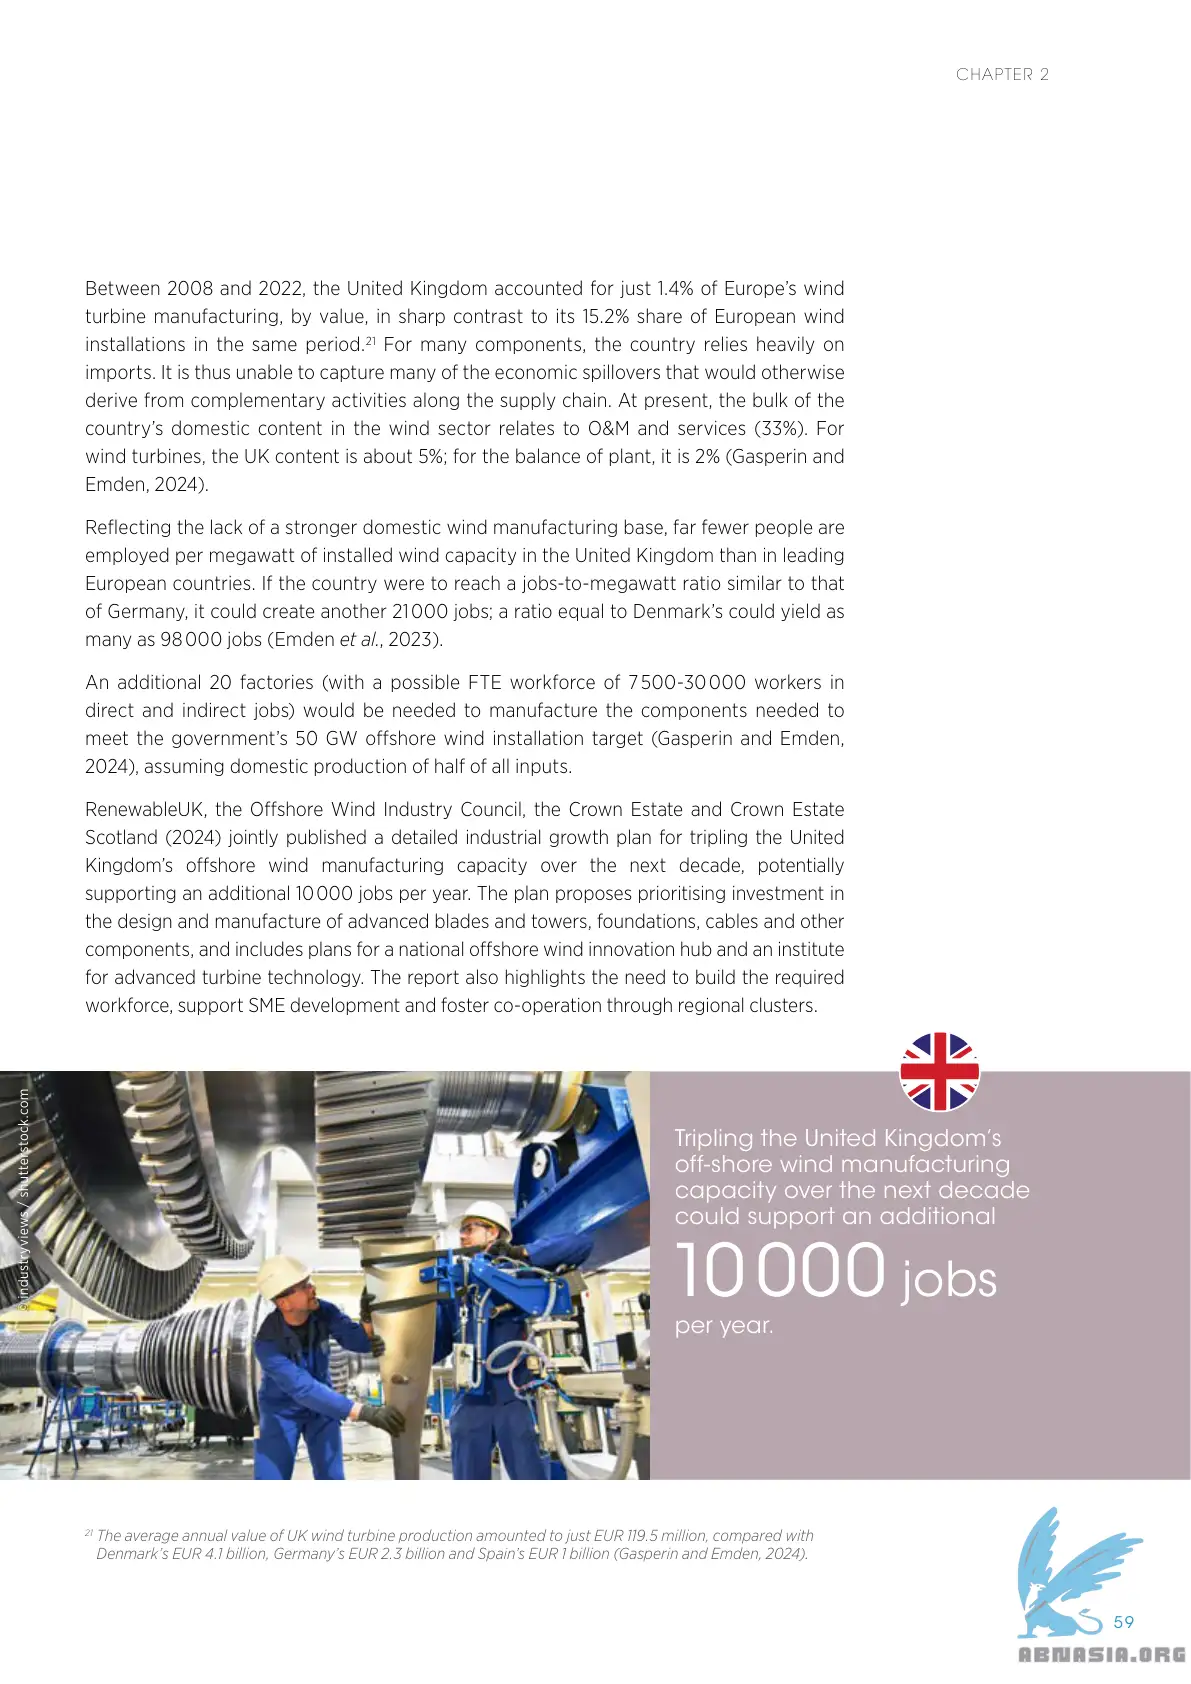 CHAPTER 2
Between 2008 and 2022, the United Kingdom accounted for just 1.4% of Europe's wind
turbine manufacturing, by value, in sharp contrast to its 15.2% share of European wind
installations in the same period.21 For many components, the country relies heavily on
imports. It is thus unable to capture many of the economic spillovers that would otherwise
derive from complementary activities along the supply chain. At present, the bulk of the
country's domestic content in the wind sector relates to O&M and services (33%). For
wind turbines, the UK content is about 5%; for the balance of plant, it is 2% (Gasperin and
Emden, 2024).
Reflecting the lack of a stronger domestic wind manufacturing base, far fewer people are
employed per megawatt of installed wind capacity in the United Kingdom than in leading
European countries. If the country were to reach a jobs-to-megawatt ratio similar to that
of Germany, it could create another 21 000 jobs; a ratio equal to Denmark's could yield as
many as 98 000 jobs (Emden et al., 2023).
An additional 20 factories (with a possible FTE workforce of 7 500-30 000 workers in
direct and indirect jobs) would be needed to manufacture the components needed to
meet the government's 50 GW offshore wind installation target (Gasperin and Emden,
2024), assuming domestic production of half of all inputs.
RenewableUK, the Offshore Wind Industry Council, the Crown Estate and Crown Estate
Scotland (2024) jointly published a detailed industrial growth plan for tripling the United
Kingdom's offshore wind manufacturing capacity over the next decade, potentially
supporting an additional 10 000 jobs per year. The plan proposes prioritising investment in
the design and manufacture of advanced blades and towers, foundations, cables and other
components, and includes plans for a national offshore wind innovation hub and an institute
for advanced turbine technology. The report also highlights the need to build the required
workforce, support SME development and foster co-operation through regional clusters.
© industryviews / shutterstock.com
Tripling the United Kingdom's
off-shore wind manufacturing
capacity over the next decade
could support an additional
10 000 jobs
per year.
21 The average annual value of UK wind turbine production amounted to just EUR 119.5 million, compared with
Denmark's EUR 4.1 billion, Germany's EUR 2.3 billion and Spain's EUR 1 billion (Gasperin and Emden, 2024).
59
ABNASIA.ORG